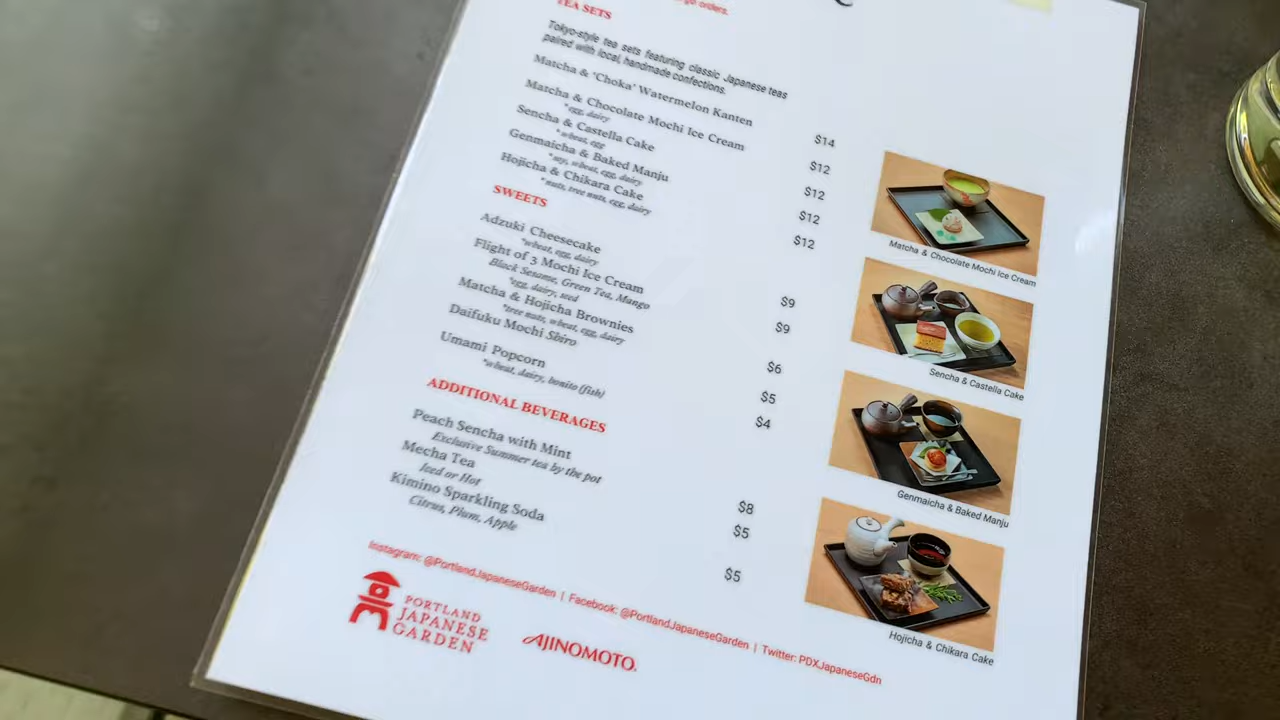 orders.
TEA SETS
Tokyo-style tea sets featuring classic Japanese teas
paired with local, handmade confections.
Matcha & 'Choka' Watermelon Kanten $14
Matcha & Chocolate Mochi Ice Cream $12
*egg, dairy
Sencha & Castella Cake $12
*wheat, egg
Genmaicha & Baked Manju $12
*soy, wheat, egg, dairy
Hojicha & Chikara Cake $12
*nuts, tree nuts, egg, dairy
SWEETS
Adzuki Cheesecake $9
*wheat, egg, dairy
Flight of 3 Mochi Ice Cream $9
Black Sesame, Green Tea, Mango
*egg, dairy, seed
Matcha & Hojicha Brownies $6
*tree nuts, wheat, egg, dairy
Daifuku Mochi Shiro $5
Umami Popcorn $4
*wheat, dairy, bonito (fish)
ADDITIONAL BEVERAGES
Peach Sencha with Mint $8
Exclusive Summer tea by the pot
Mecha Tea $5
Iced or Hot
Kimino Sparkling Soda $5
Citrus, Plum, Apple
Matcha & Chocolate Mochi Ice Cream
Sencha & Castella Cake
Genmaicha & Baked Manju
Hojicha & Chikara Cake
Instagram: @PortlandJapaneseGarden | Facebook: @PortlandJapaneseGarden | Twitter: PDXJapaneseGdn
PORTLAND
JAPANESE
GARDEN
AJINOMOTO.